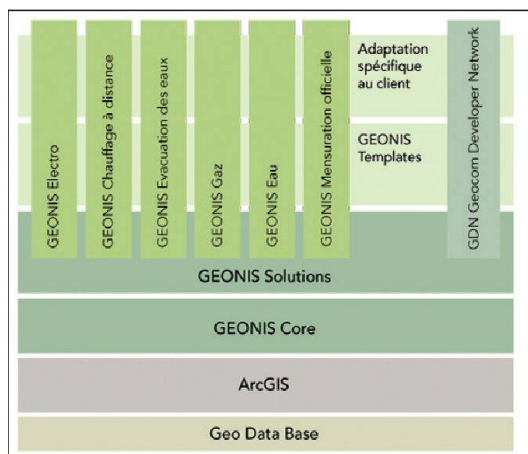 Adaptation
spécifique
au client
GEONIS
Templates
GEONIS Electro
GEONIS Chauffage à distance
GEONIS Evacuation des eaux
GEONIS Gaz
GEONIS Eau
GEONIS Mensuration officielle
GDN Geocom Developer Network
GEONIS Solutions
GEONIS Core
ArcGIS
Geo Data Base